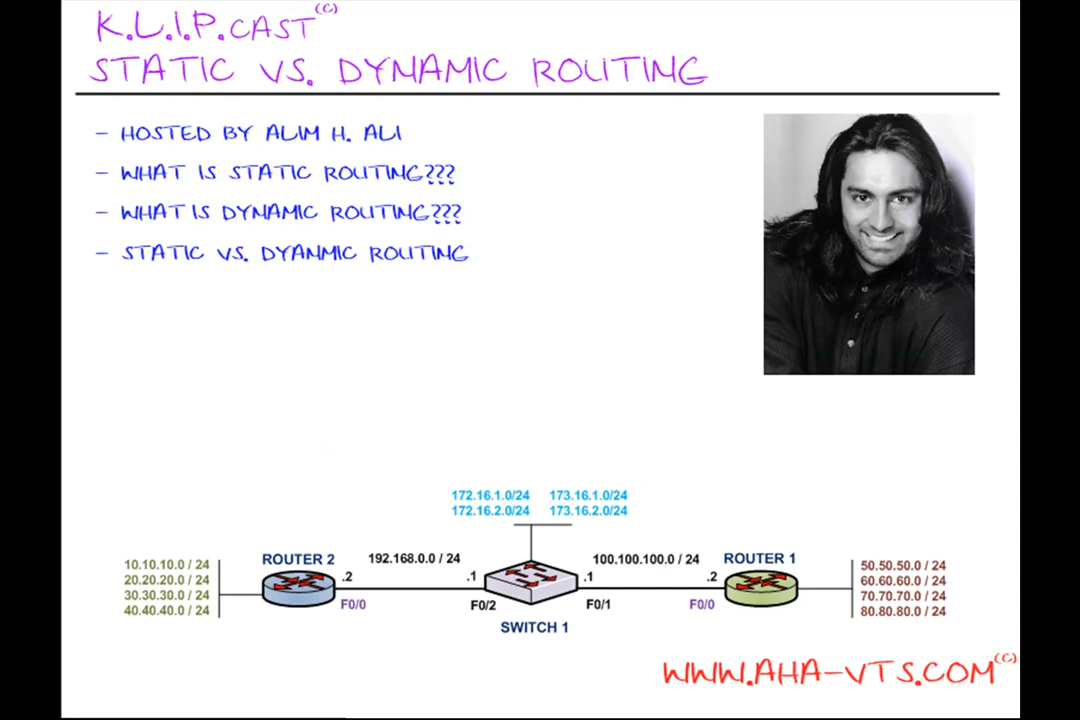 K.L.I.P.CAST (C)
STATIC VS. DYNAMIC ROUTING
- HOSTED BY ALIM H. ALI
- WHAT IS STATIC ROUTING???
- WHAT IS DYNAMIC ROUTING???
- STATIC VS. DYANMIC ROUTING
172.16.1.0/24 173.16.1.0/24
172.16.2.0/24 173.16.2.0/24
ROUTER 2 192.168.0.0 / 24 100.100.100.0 / 24 ROUTER 1
10.10.10.0 / 24 50.50.50.0 / 24
.2 .1 .1 .2
20.20.20.0 / 24 60.60.60.0 / 24
30.30.30.0 / 24 70.70.70.0 / 24
F0/0 F0/2 F0/1 F0/0
40.40.40.0 / 24 80.80.80.0 / 24
SWITCH 1
WWW.AHA-VTS.COM (C)